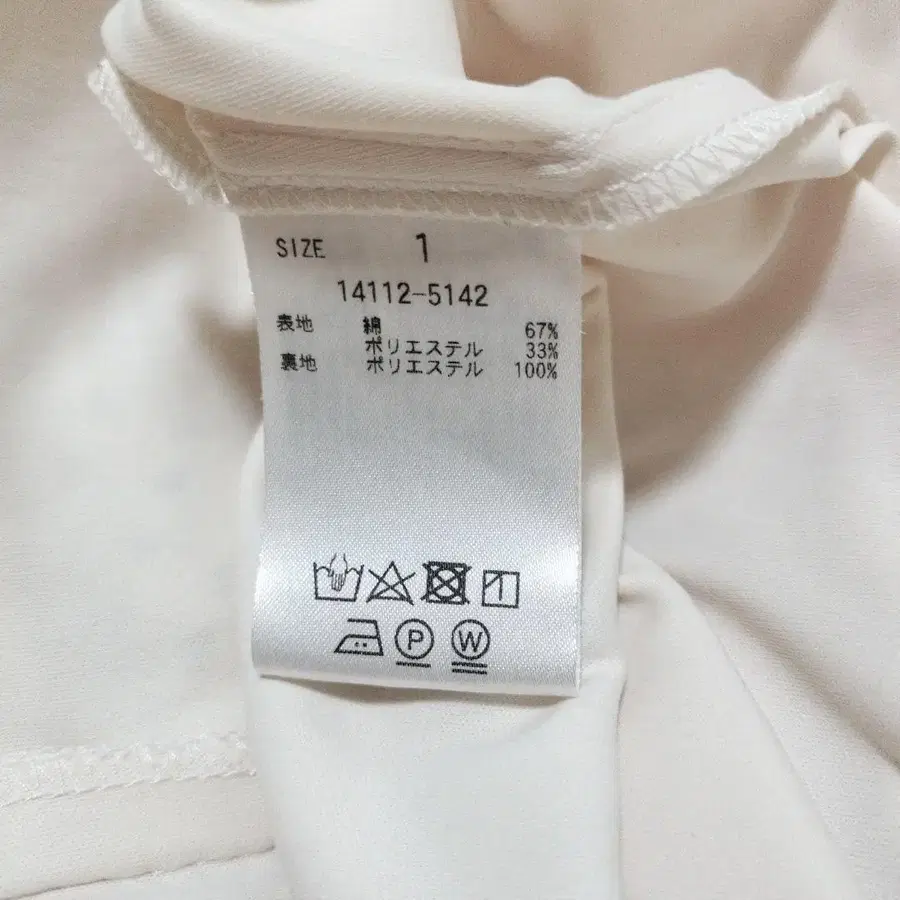 SIZE 1
14112-5142
表地 綿 67%
ポリエステル 33%
裏地 ポリエステル 100%
P W